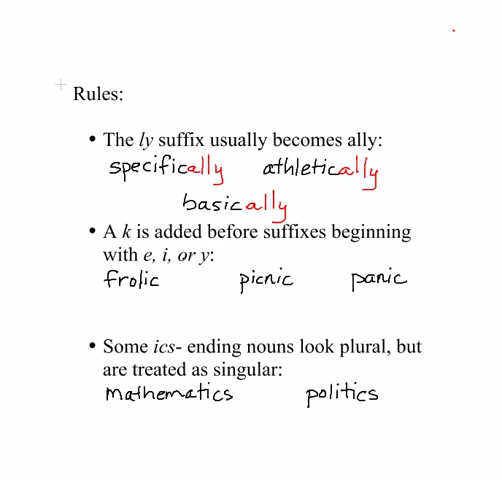 Rules:
• The ly suffix usually becomes ally:
specifically athletically
basically
• A k is added before suffixes beginning
with e, i, or y:
frolic picnic panic
• Some ics- ending nouns look plural, but
are treated as singular:
mathematics politics